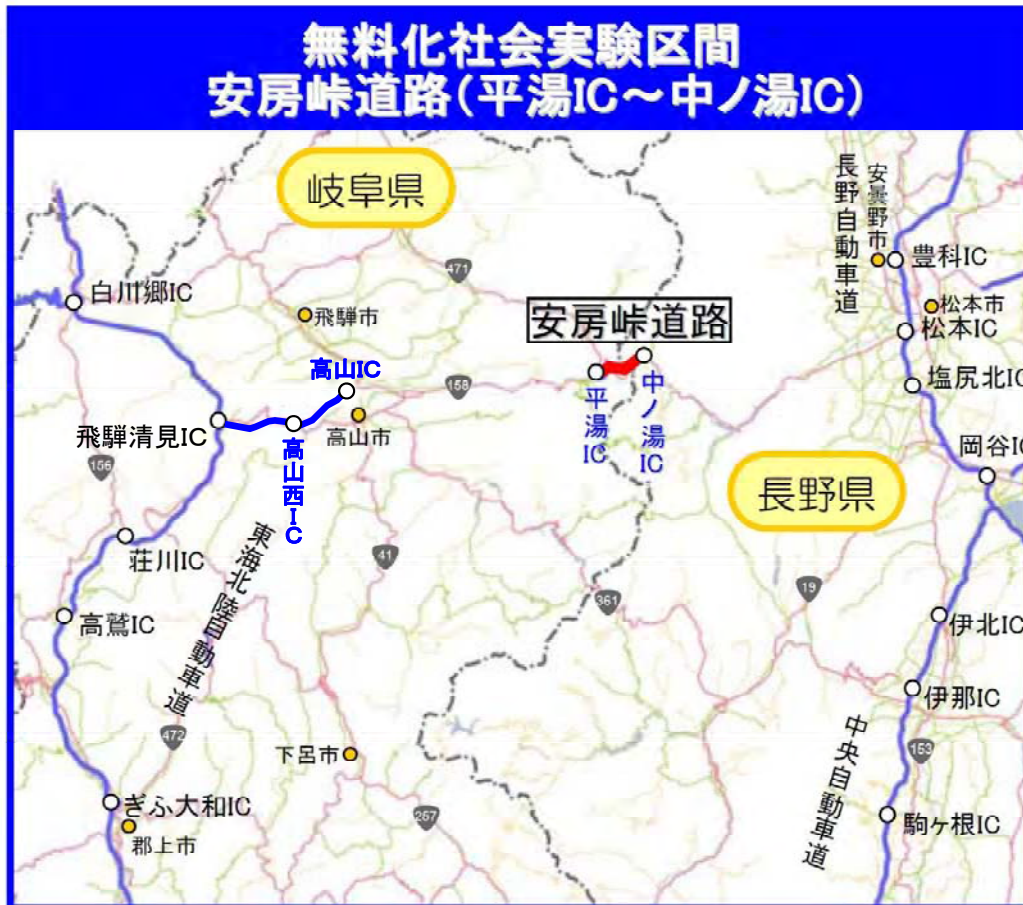 無料化社会実験区間
安房峠道路(平湯IC～中ノ湯IC)
岐阜県
長野自動車道
安曇野市
豊科IC
471
白川郷IC
飛騨市
安房峠道路
松本市
松本IC
高山IC
158
平湯IC
中ノ湯IC
塩尻北IC
飛騨清見IC
高山市
高山西IC
岡谷IC
156
長野県
荘川IC
東海北陸自動車道
41
19
361
高鷲IC
伊北IC
伊那IC
472
下呂市
中央自動車道
153
ぎふ大和IC
郡上市
257
駒ヶ根IC